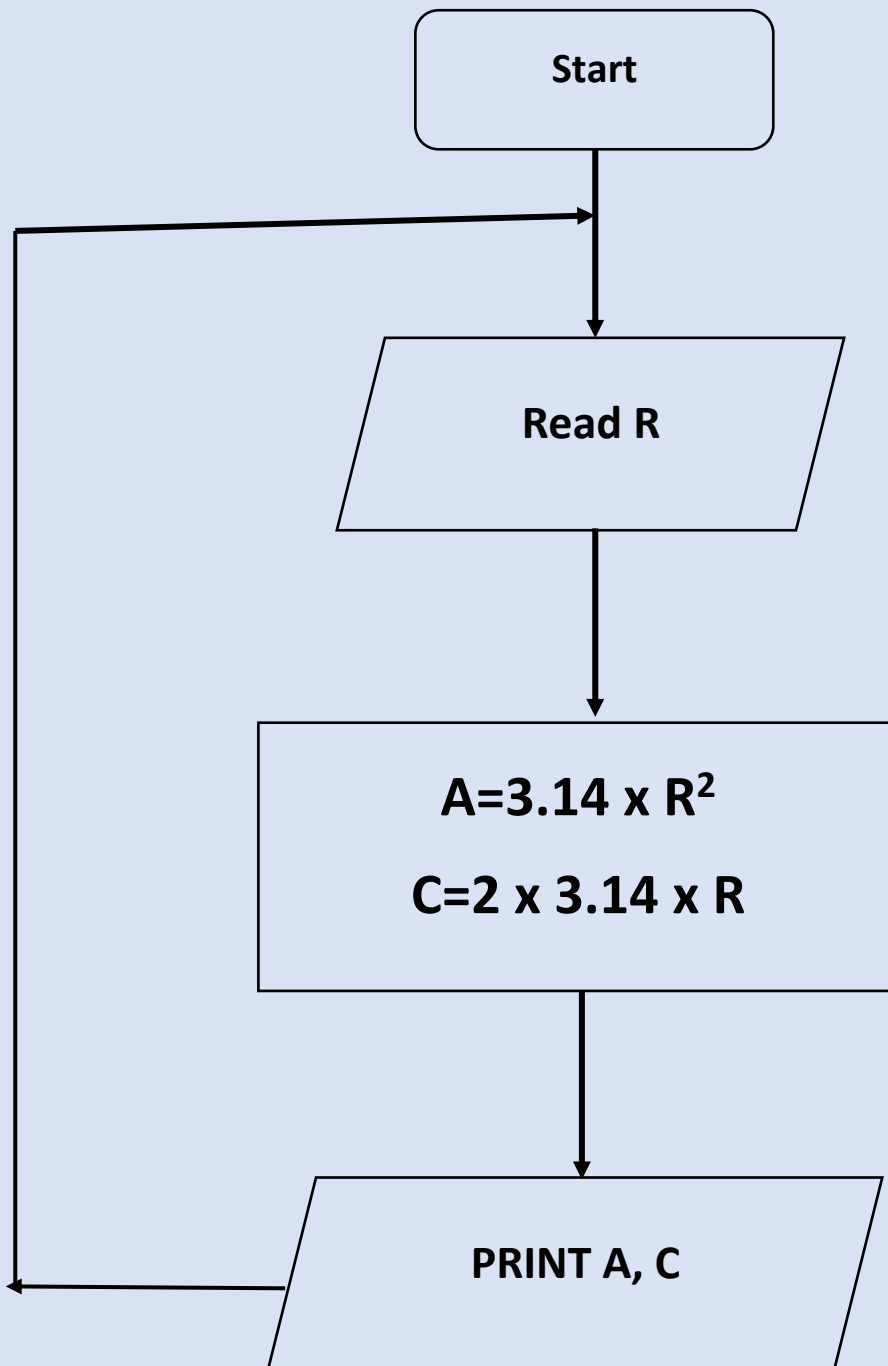 Start
Read R
A=3.14 x R²
C=2 x 3.14 x R
PRINT A, C